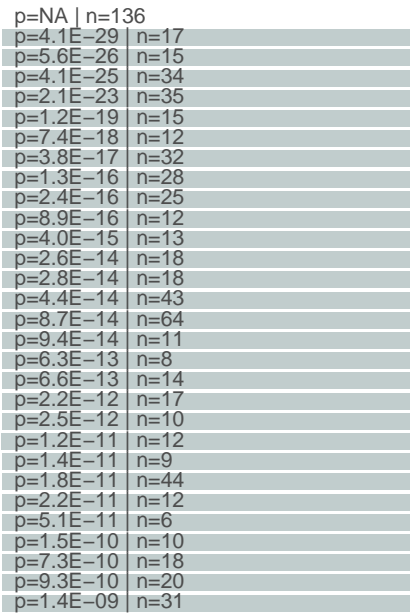 p=NA | n=136
p=4.1E−29 | n=17
p=5.6E−26 | n=15
p=4.1E−25 | n=34
p=2.1E−23 | n=35
p=1.2E−19 | n=15
p=7.4E−18 | n=12
p=3.8E−17 | n=32
p=1.3E−16 | n=28
p=2.4E−16 | n=25
p=8.9E−16 | n=12
p=4.0E−15 | n=13
p=2.6E−14 | n=18
p=2.8E−14 | n=18
p=4.4E−14 | n=43
p=8.7E−14 | n=64
p=9.4E−14 | n=11
p=6.3E−13 | n=8
p=6.6E−13 | n=14
p=2.2E−12 | n=17
p=2.5E−12 | n=10
p=1.2E−11 | n=12
p=1.4E−11 | n=9
p=1.8E−11 | n=44
p=2.2E−11 | n=12
p=5.1E−11 | n=6
p=1.5E−10 | n=10
p=7.3E−10 | n=18
p=9.3E−10 | n=20
p=1.4E−09 | n=31